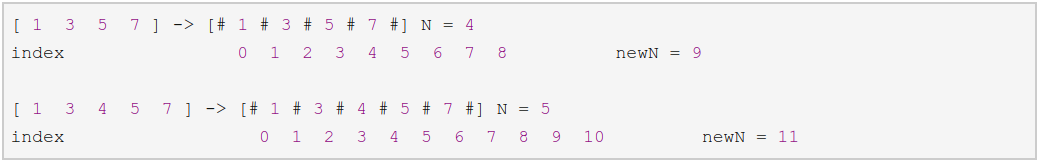 [ 1 3 5 7 ] -> [# 1 # 3 # 5 # 7 #] N = 4
index 0 1 2 3 4 5 6 7 8 newN = 9
[ 1 3 4 5 7 ] -> [# 1 # 3 # 4 # 5 # 7 #] N = 5
index 0 1 2 3 4 5 6 7 8 9 10 newN = 11